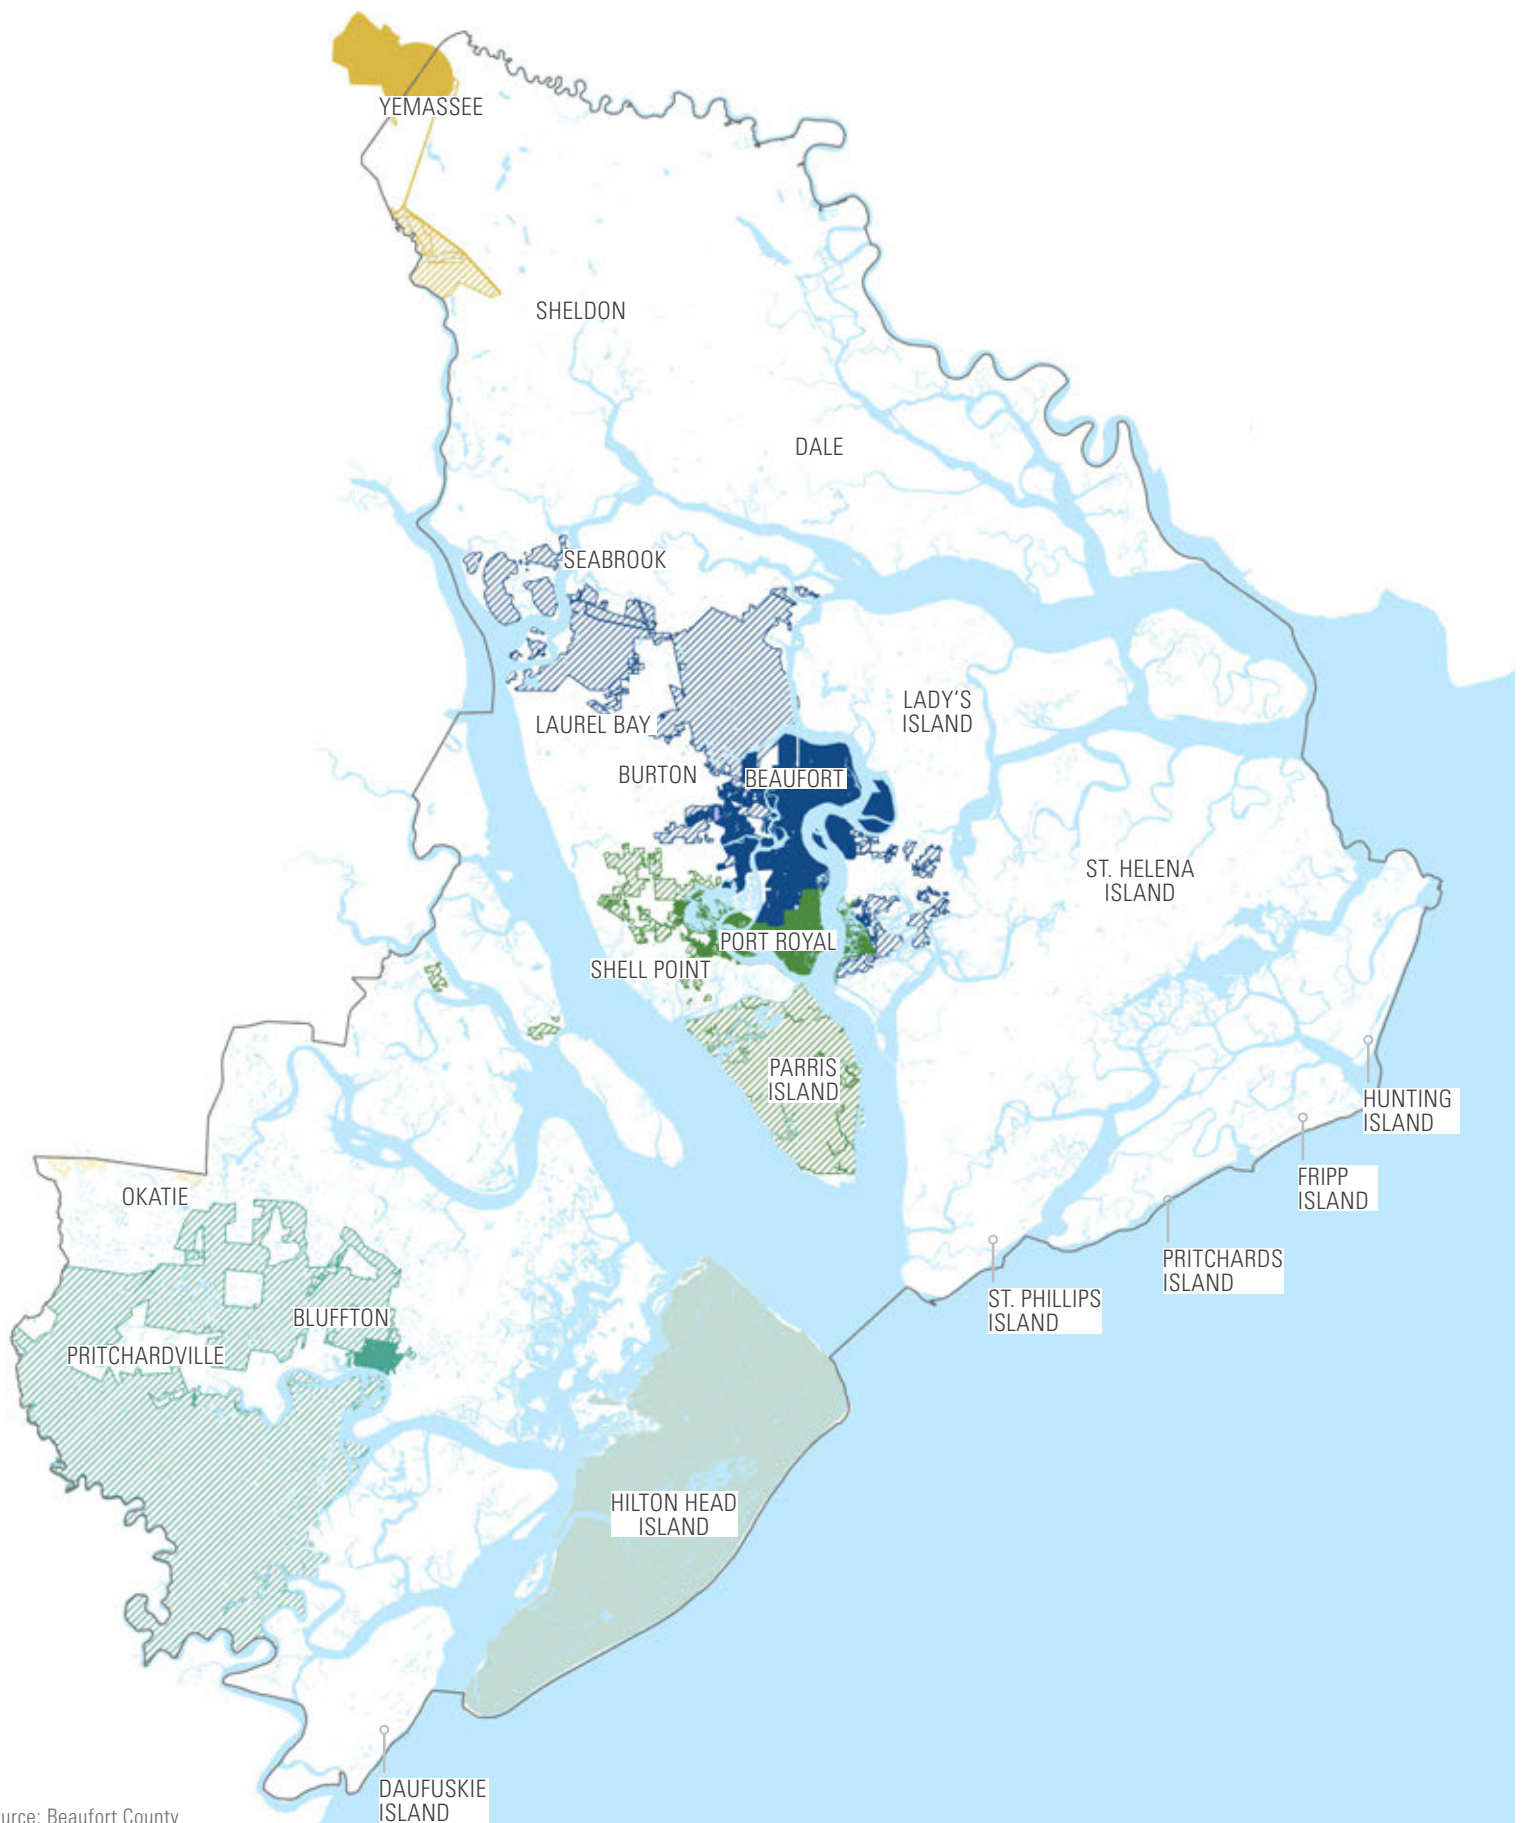 YEMASSEE
SHELDON
DALE
SEABROOK
LADY'S
ISLAND
LAUREL BAY
BURTON
BEAUFORT
ST. HELENA
ISLAND
PORT ROYAL
SHELL POINT
PARRIS
ISLAND
HUNTING
ISLAND
FRIPP
ISLAND
OKATIE
PRITCHARDS
ISLAND
ST. PHILLIPS
ISLAND
BLUFFTON
PRITCHARDVILLE
HILTON HEAD
ISLAND
DAUFUSKIE
ISLAND
urce: Beaufort County